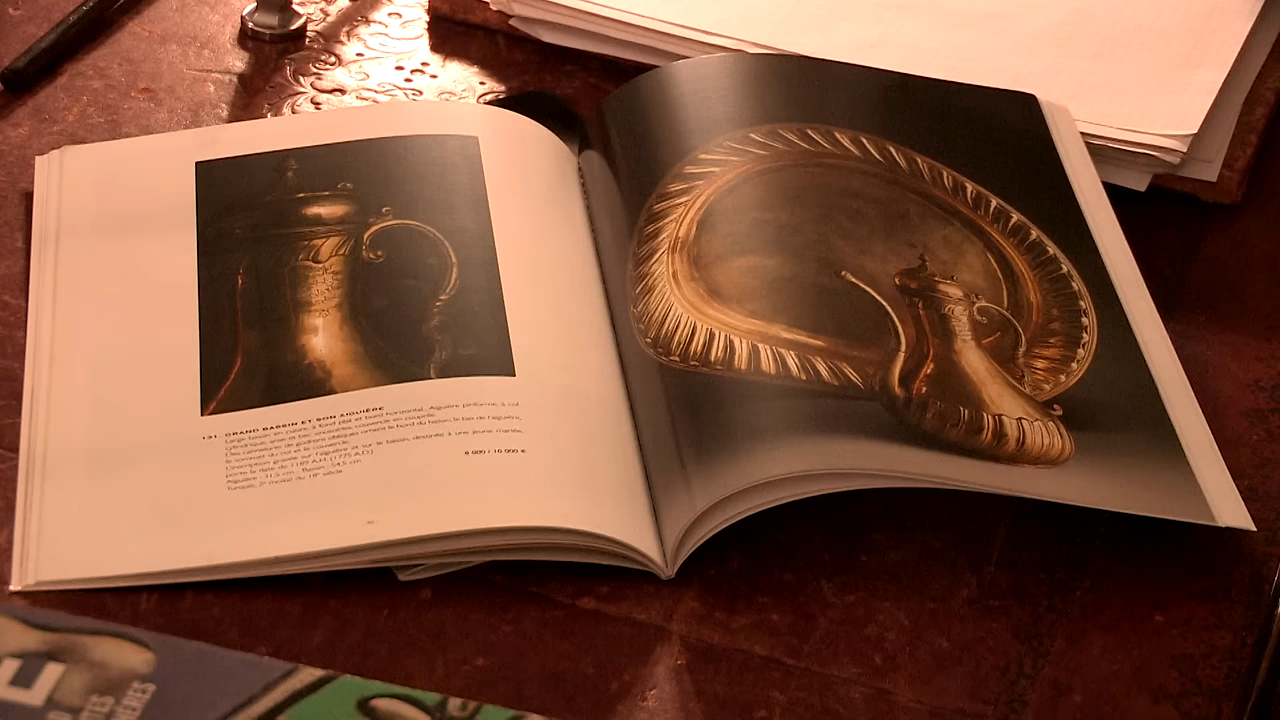 131. GRAND BASSIN ET SON AIGUIÈRE
Large bassin en cuivre, à fond plat et bord horizontal. Aiguière piriforme, à col
cylindrique, anse et bec sinusoïdes, couvercle en coupole.
Des cannelures de godrons obliques ornent le bord du bassin, le bas de l'aiguière,
le sommet du col et le couvercle.
L'inscription gravée sur l'aiguière et sur le bassin, destinée à une jeune mariée,
porte la date de 1189 A.H. (1775 A.D.)
Aiguière : 31,5 cm - Bassin : 54,5 cm
Turquie, 2e moitié du 18e siècle
6 000 / 10 000 €
E